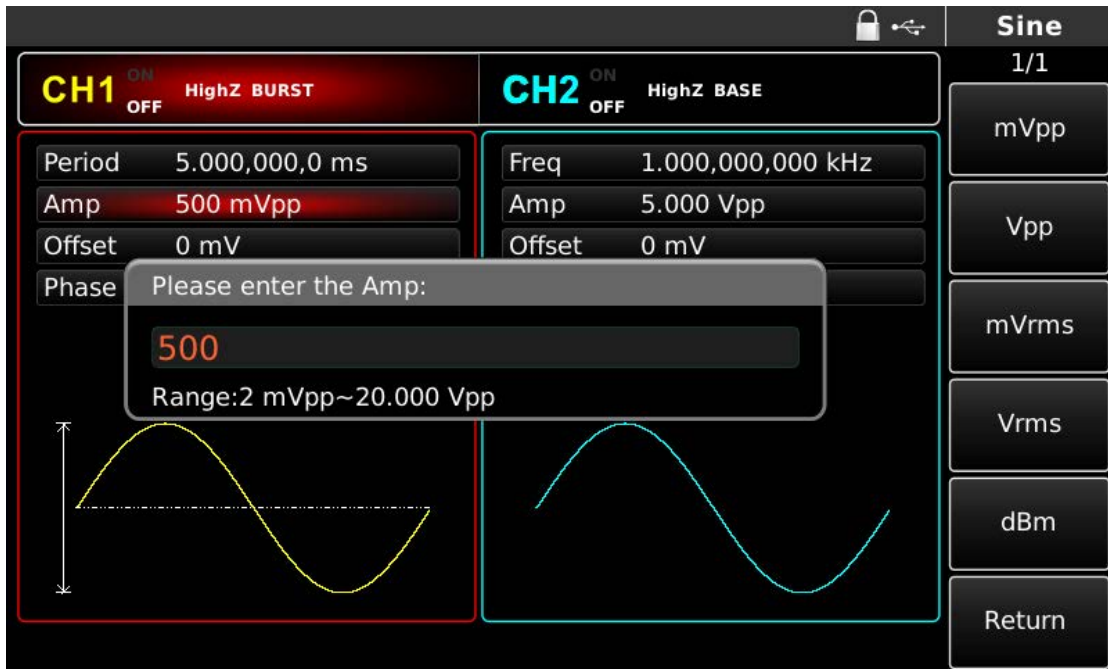 Sine
1/1
CH1 ON OFF HighZ BURST
CH2 ON OFF HighZ BASE
Period 5.000,000,0 ms
Amp 500 mVpp
Offset 0 mV
Phase
Freq 1.000,000,000 kHz
Amp 5.000 Vpp
Offset 0 mV
Please enter the Amp:
500
Range:2 mVpp~20.000 Vpp
mVpp
Vpp
mVrms
Vrms
dBm
Return